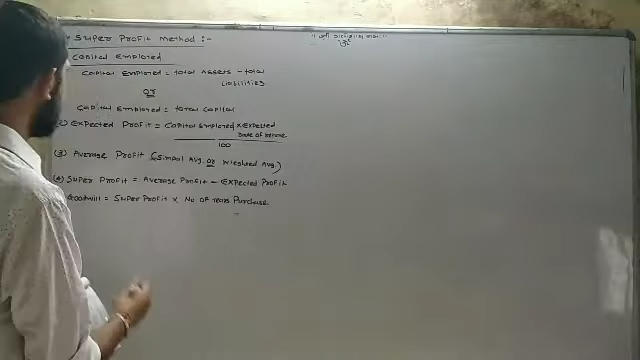 Super Profit Method :-
Capital Employed
Capital Employed = Total Assets - Total
Liabilities
OR
Capital Employed = Total Capital
(2) Expected Profit = Capital Employed × Expected
Rate of Return
100
(3) Average Profit (Simpal Avg. OR Weighted Avg.)
(4) Super Profit = Average Profit - Expected Profit
Goodwill = Super Profit × No of Years Purchase